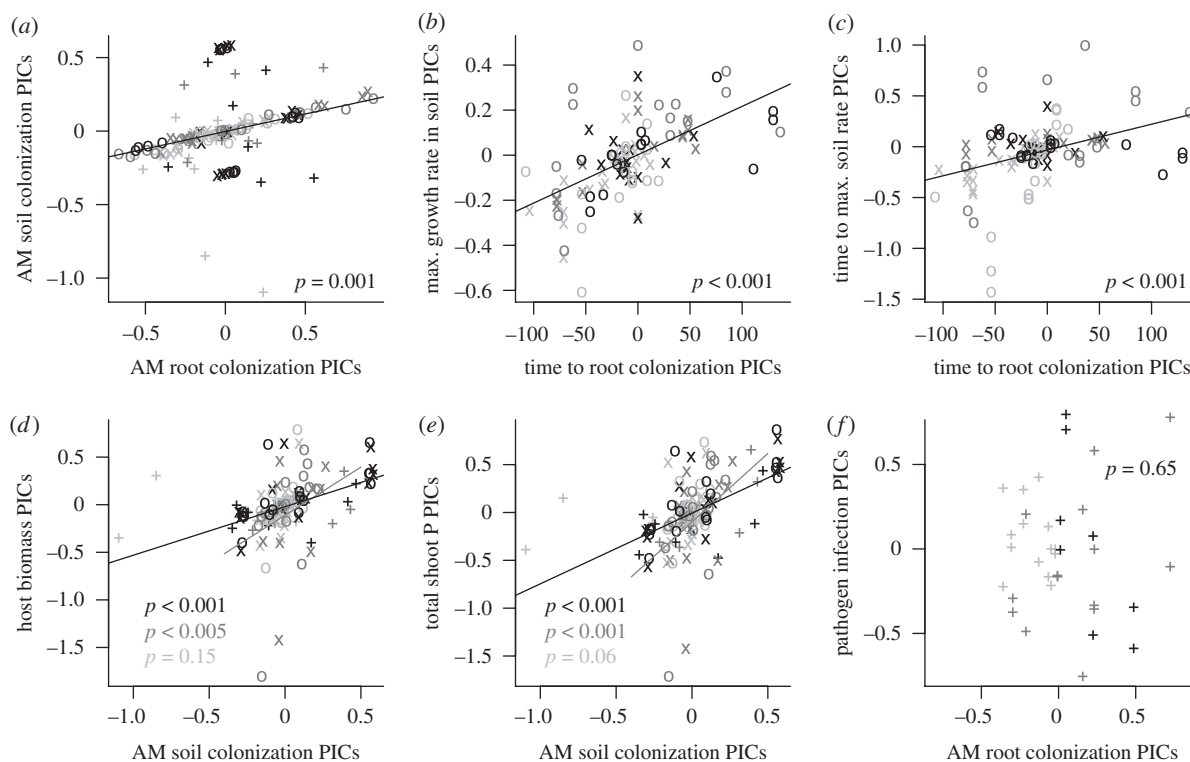 (a)
0.5
0
−0.5
−1.0
AM soil colonization PICs
p = 0.001
−0.5
0
0.5
AM root colonization PICs
(b)
0.4
0.2
0
−0.2
−0.4
−0.6
max. growth rate in soil PICs
p < 0.001
−100
−50
0
50
100
time to root colonization PICs
(c)
1.0
0.5
0
−0.5
−1.0
−1.5
time to max. soil rate PICs
p < 0.001
−100
−50
0
50
100
time to root colonization PICs
(d)
0.5
0
−0.5
−1.0
−1.5
host biomass PICs
p < 0.001
p < 0.005
p = 0.15
−1.0
−0.5
0
0.5
AM soil colonization PICs
(e)
0.5
0
−0.5
−1.0
−1.5
total shoot P PICs
p < 0.001
p < 0.001
p = 0.06
−1.0
−0.5
0
0.5
AM soil colonization PICs
(f)
0.5
0
−0.5
pathogen infection PICs
p = 0.65
−0.5
0
0.5
AM root colonization PICs